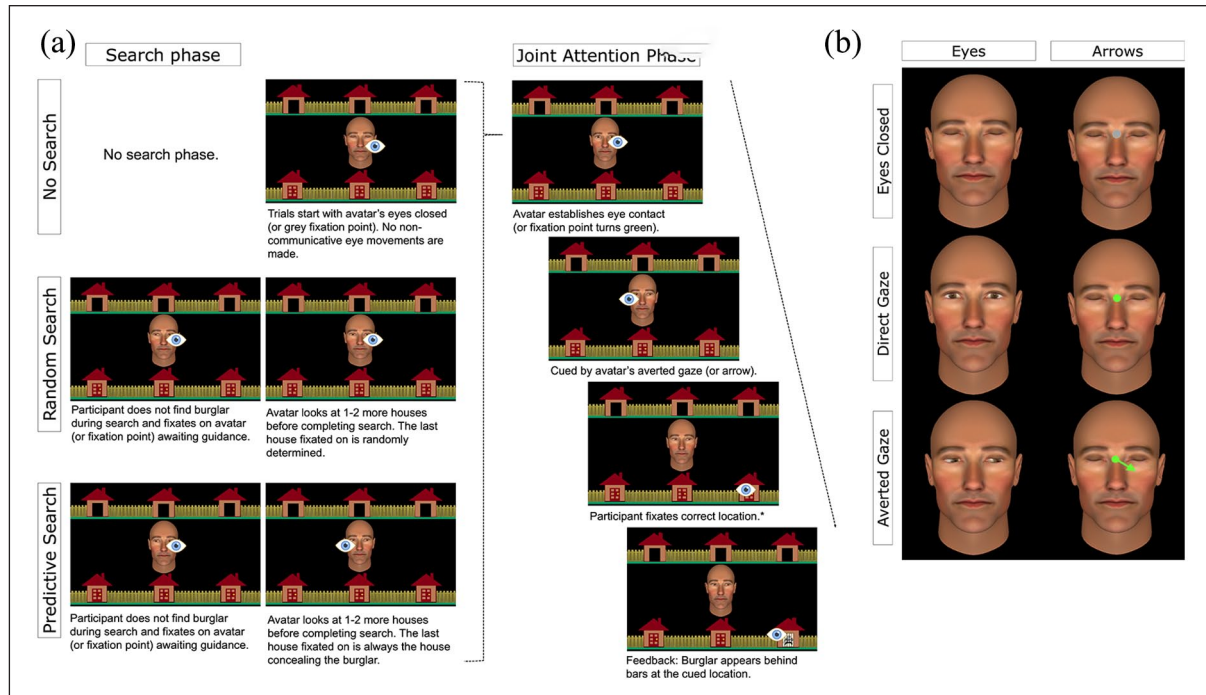 (a)
Search phase
Joint Attention Phase
No Search
No search phase.
Trials start with avatar's eyes closed
(or grey fixation point). No non-
communicative eye movements are
made.
Avatar establishes eye contact
(or fixation point turns green).
Random Search
Participant does not find burglar
during search and fixates on avatar
(or fixation point) awaiting guidance.
Avatar looks at 1-2 more houses
before completing search. The last
house fixated on is randomly
determined.
Cued by avatar's averted gaze (or arrow).
Participant fixates correct location.*
Predictive Search
Participant does not find burglar
during search and fixates on avatar
(or fixation point) awaiting guidance.
Avatar looks at 1-2 more houses
before completing search. The last
house fixated on is always the house
concealing the burglar.
Feedback: Burglar appears behind
bars at the cued location.
(b)
Eyes
Arrows
Eyes Closed
Direct Gaze
Averted Gaze